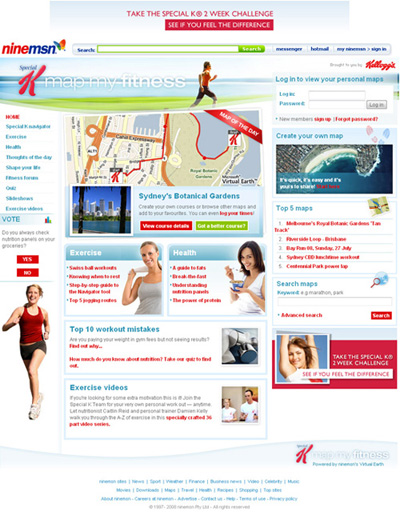 TAKE THE SPECIAL K® 2 WEEK CHALLENGE
SEE IF YOU FEEL THE DIFFERENCE
ninemsn
Search:
Search
messenger
hotmail
my ninemsn
sign in
Special
K
map my fitness
Brought to you by
Kellogg's
Log in to view your personal maps
Log in:
Password:
Log in
New members sign up | forgot password?
HOME
Special K navigator
Exercise
Health
Thoughts of the day
Shape your life
Fitness forums
Quiz
Slideshows
Exercise videos
VOTE
Do you always check
nutrition panels on your
groceries?
YES
NO
MAP OF THE DAY
Royal Botanic
Gardens
Microsoft
Virtual Earth
Sydney's Botanical Gardens
Create your own courses or browse other maps and
add to your favourites. You can even log your times!
View course details
Got a better course?
Create your own map
It's quick, it's easy and it's
yours to share!
Top 5 maps
1. Melbourne's Royal Botanic Gardens 'Tan
Track'
2. Riverside Loop - Brisbane
3. Bay Run 08, Sunday, 27 July
4. Sydney CBD lunchtime workout
5. Centennial Park power lap
Exercise
Swiss ball workouts
Knowing when to rest
Step-by-step guide to
the Navigator tool
Top 5 jogging routes
Health
A guide to fats
Break-the-fast
Understanding
nutrition panels
The power of protein
Search maps
Keyword: e.g marathon, park
Advanced search
Search
Top 10 workout mistakes
Are you paying your weight in gym fees but not seeing results?
Find out why...
How much do you know about nutrition? Take our quiz to find
out.
TAKE THE SPECIAL K®
2 WEEK CHALLENGE
SEE IF YOU FEEL THE DIFFERENCE
Exercise videos
If you're looking for some extra motivation this is it! Join the
Special K Team for your very own personal work out — anytime.
Let nutritionist Caitlin Reid and personal trainer Damien Kelly
walk you through the A-Z of exercise in this specially crafted 36
part video series.
Special
K
map my fitness
Powered by ninemsn's Virtual Earth
ninemsn sites | News | Sport | Weather | Finance | Business news | Video | Celebrity | Music
Movies | Downloads | Maps | Travel | Health | Recipes | Shopping | Top sites
About ninemsn - Careers at ninemsn - Advertise - Contact us - Help - Terms of use - Privacy policy